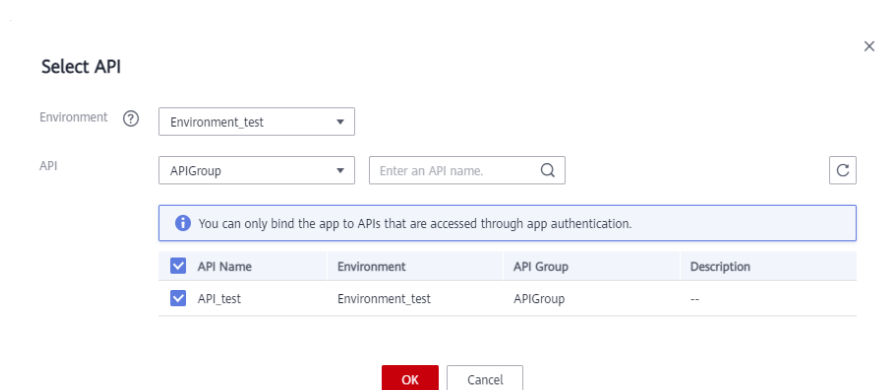 Select API
Environment ? Environment_test
API APIGroup Enter an API name.
You can only bind the app to APIs that are accessed through app authentication.
API Name Environment API Group Description
API_test Environment_test APIGroup --
OK Cancel